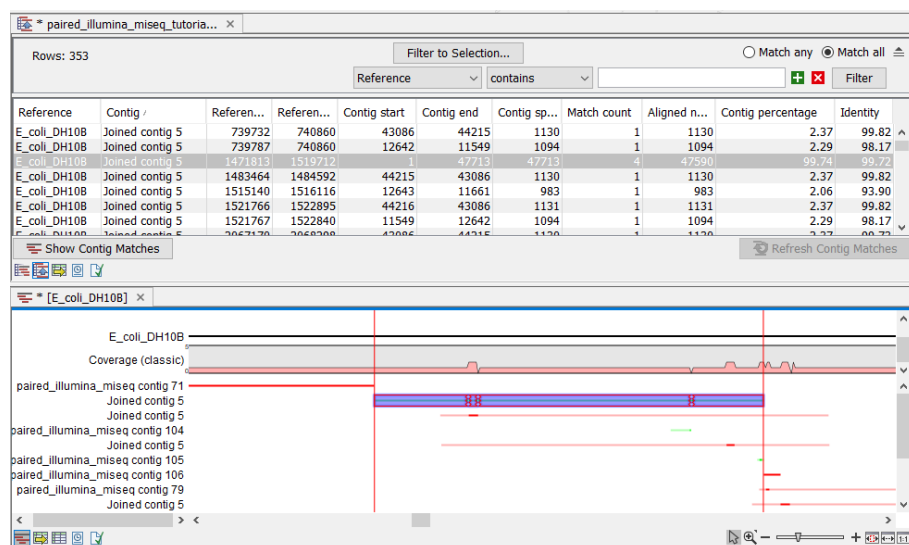 * paired_illumina_miseq_tutoria... ×
Rows: 353 Filter to Selection... Match any Match all
Reference contains Filter
Reference Contig Referen... Referen... Contig start Contig end Contig sp... Match count Aligned n... Contig percentage Identity
E_coli_DH10B Joined contig 5 739732 740860 43086 44215 1130 1 1130 2.37 99.82
E_coli_DH10B Joined contig 5 739787 740860 12642 11549 1094 1 1094 2.29 98.17
E_coli_DH10B Joined contig 5 1471813 1519712 1 47713 47713 4 47590 99.74 99.72
E_coli_DH10B Joined contig 5 1483464 1484592 44215 43086 1130 1 1130 2.37 99.82
E_coli_DH10B Joined contig 5 1515140 1516116 12643 11661 983 1 983 2.06 93.90
E_coli_DH10B Joined contig 5 1521766 1522895 44216 43086 1131 1 1131 2.37 99.82
E_coli_DH10B Joined contig 5 1521767 1522840 11549 12642 1094 1 1094 2.29 98.17
Show Contig Matches Refresh Contig Matches
* [E_coli_DH10B] ×
E_coli_DH10B
Coverage (classic)
paired_illumina_miseq contig 71
Joined contig 5
Joined contig 5
paired_illumina_miseq contig 104
Joined contig 5
paired_illumina_miseq contig 105
paired_illumina_miseq contig 106
paired_illumina_miseq contig 79
Joined contig 5